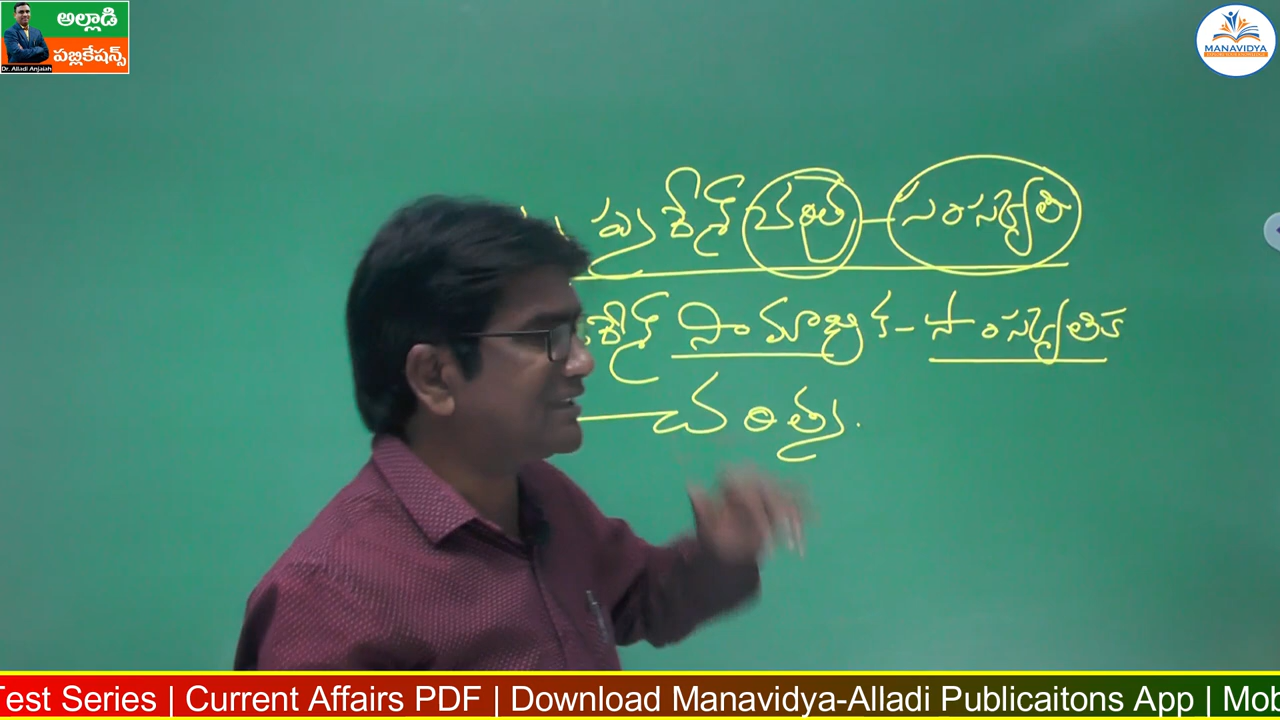 అల్లాడి
పబ్లికేషన్స్
Dr. Alladi Anjaiah
MANAVIDYA
ప్రదేశ్ చరిత్ర - సంస్కృతి
సామాజిక - సాంస్కృతిక
చరిత్ర.
Test Series | Current Affairs PDF | Download Manavidya-Alladi Publicaitons App | Mob